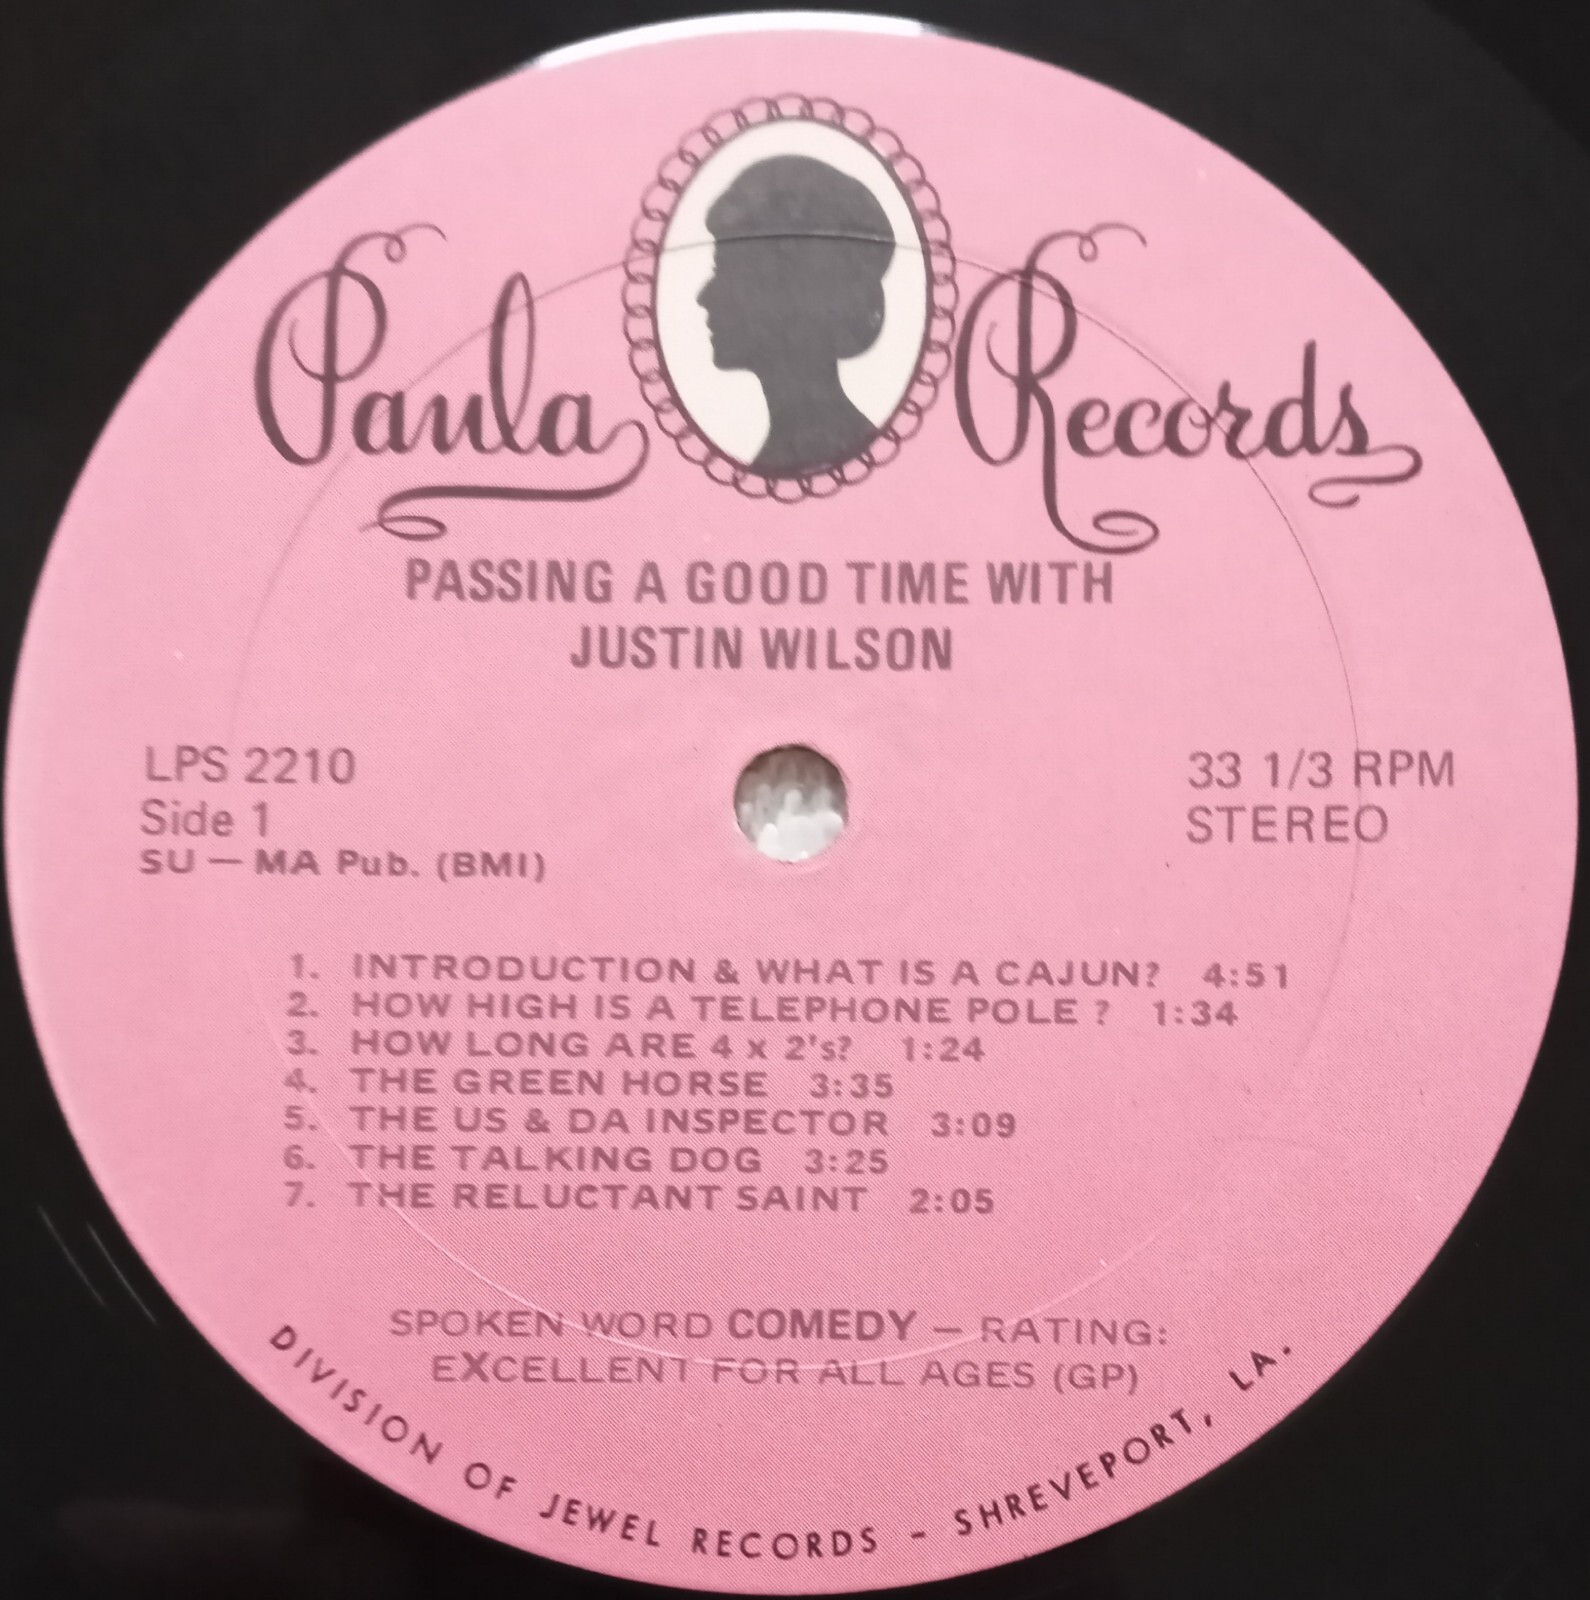 Paula Records
PASSING A GOOD TIME WITH
JUSTIN WILSON
LPS 2210
Side 1
SU — MA Pub. (BMI)
33 1/3 RPM
STEREO
1. INTRODUCTION & WHAT IS A CAJUN? 4:51
2. HOW HIGH IS A TELEPHONE POLE ? 1:34
3. HOW LONG ARE 4 x 2's? 1:24
4. THE GREEN HORSE 3:35
5. THE US & DA INSPECTOR 3:09
6. THE TALKING DOG 3:25
7. THE RELUCTANT SAINT 2:05
SPOKEN WORD COMEDY — RATING:
EXCELLENT FOR ALL AGES (GP)
DIVISION OF JEWEL RECORDS - SHREVEPORT, LA.